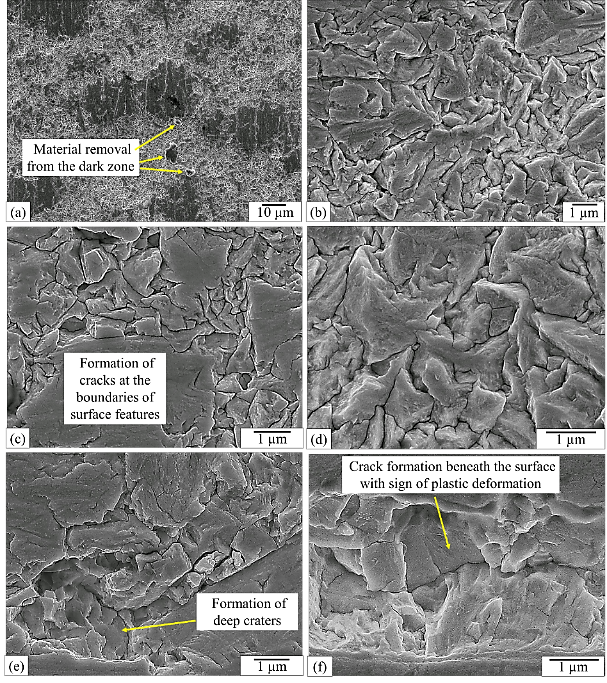 Material removal
from the dark zone
(a)
10 μm
(b)
1 μm
Formation of
cracks at the
boundaries of
surface features
(c)
1 μm
(d)
1 μm
Formation of
deep craters
(e)
1 μm
Crack formation beneath the surface
with sign of plastic deformation
(f)
1 μm